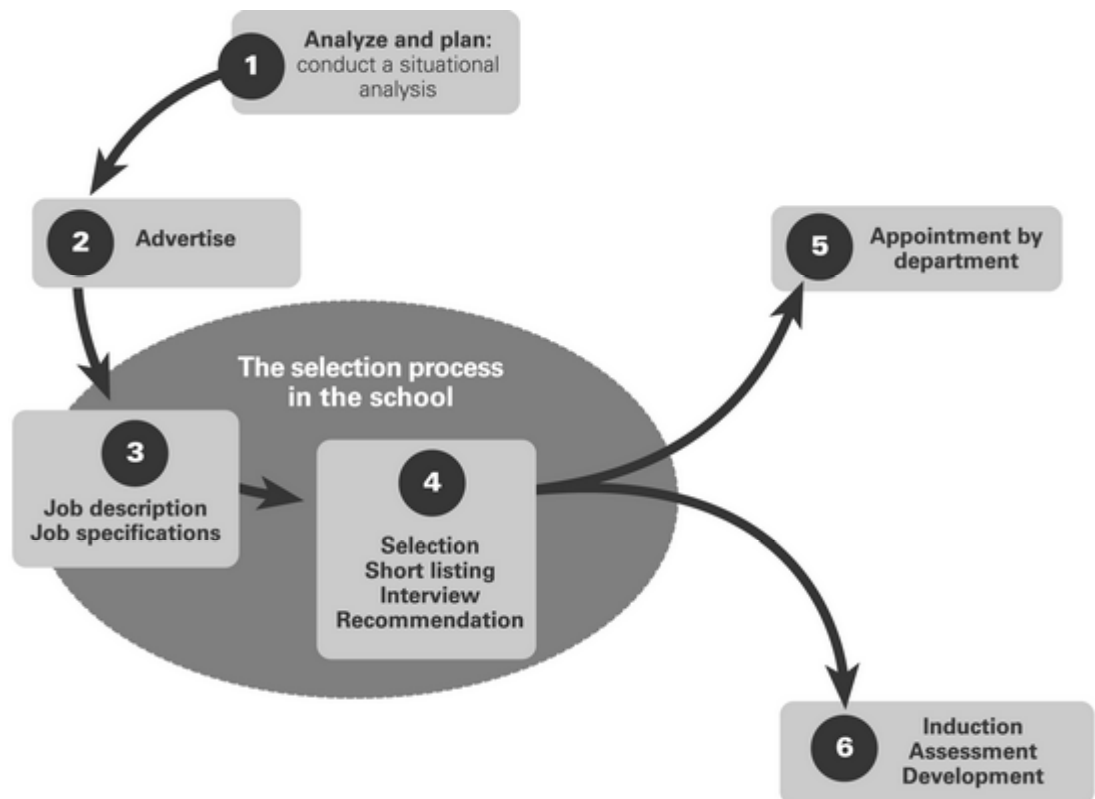 1
Analyze and plan:
conduct a situational
analysis
2
Advertise
The selection process
in the school
3
Job description
Job specifications
4
Selection
Short listing
Interview
Recommendation
5
Appointment by
department
6
Induction
Assessment
Development